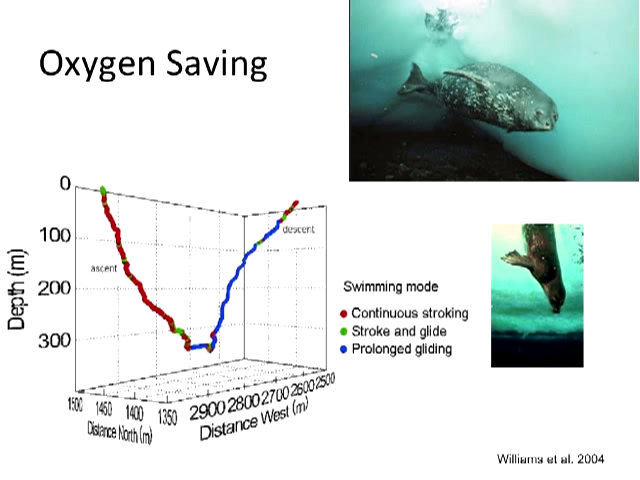 Oxygen Saving
0
100
200
300
Depth (m)
ascent
descent
1500 1450 1400 1350
Distance North (m)
2900 2800 2700 2600 2500
Distance West (m)
Swimming mode
Continuous stroking
Stroke and glide
Prolonged gliding
Williams et al. 2004